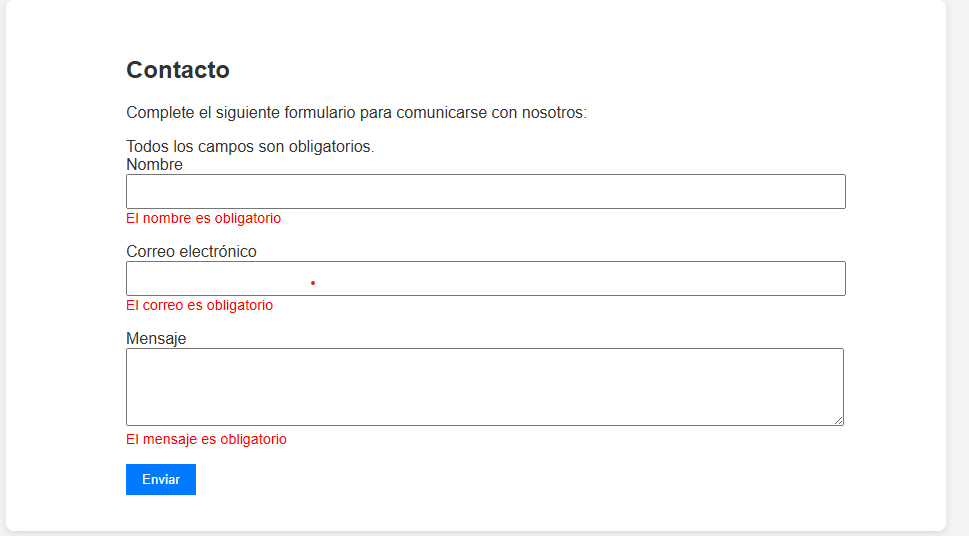 Contacto
Complete el siguiente formulario para comunicarse con nosotros:
Todos los campos son obligatorios.
Nombre
El nombre es obligatorio
Correo electrónico
El correo es obligatorio
Mensaje
El mensaje es obligatorio
Enviar